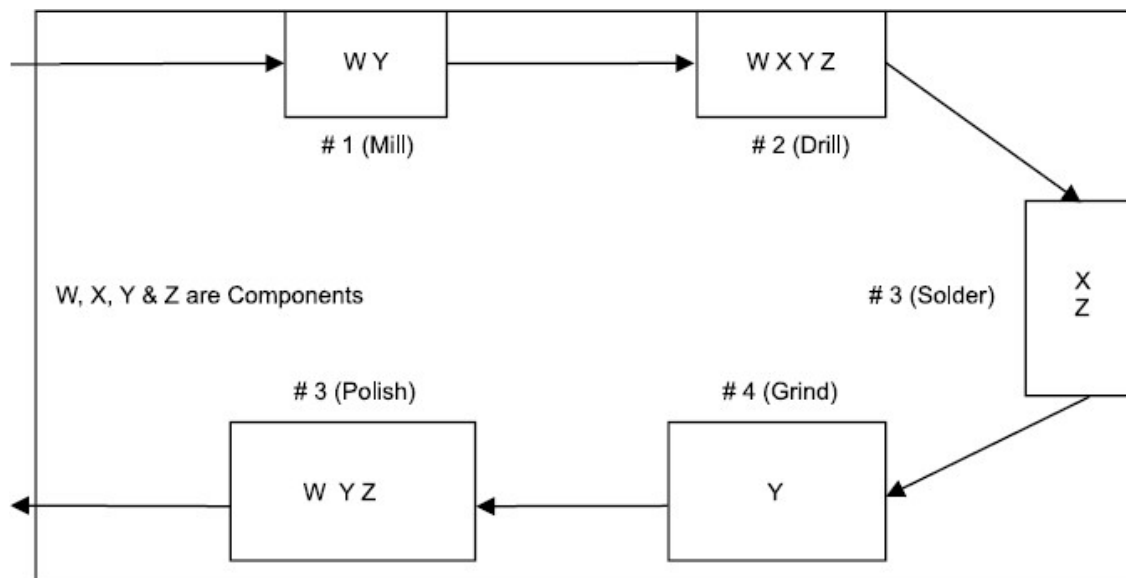 W Y
W X Y Z
# 1 (Mill)
# 2 (Drill)
W, X, Y & Z are Components
# 3 (Solder)
X
Z
# 3 (Polish)
# 4 (Grind)
W Y Z
Y